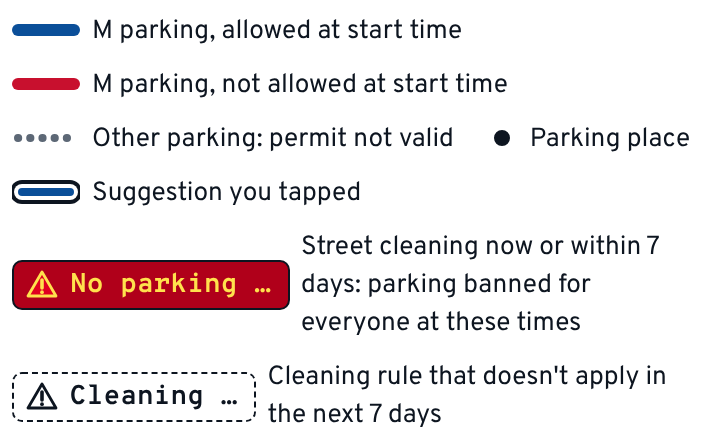 M parking, allowed at start time
M parking, not allowed at start time
Other parking: permit not valid
Parking place
Suggestion you tapped
No parking …
Street cleaning now or within 7
days: parking banned for
everyone at these times
Cleaning …
Cleaning rule that doesn't apply in
the next 7 days